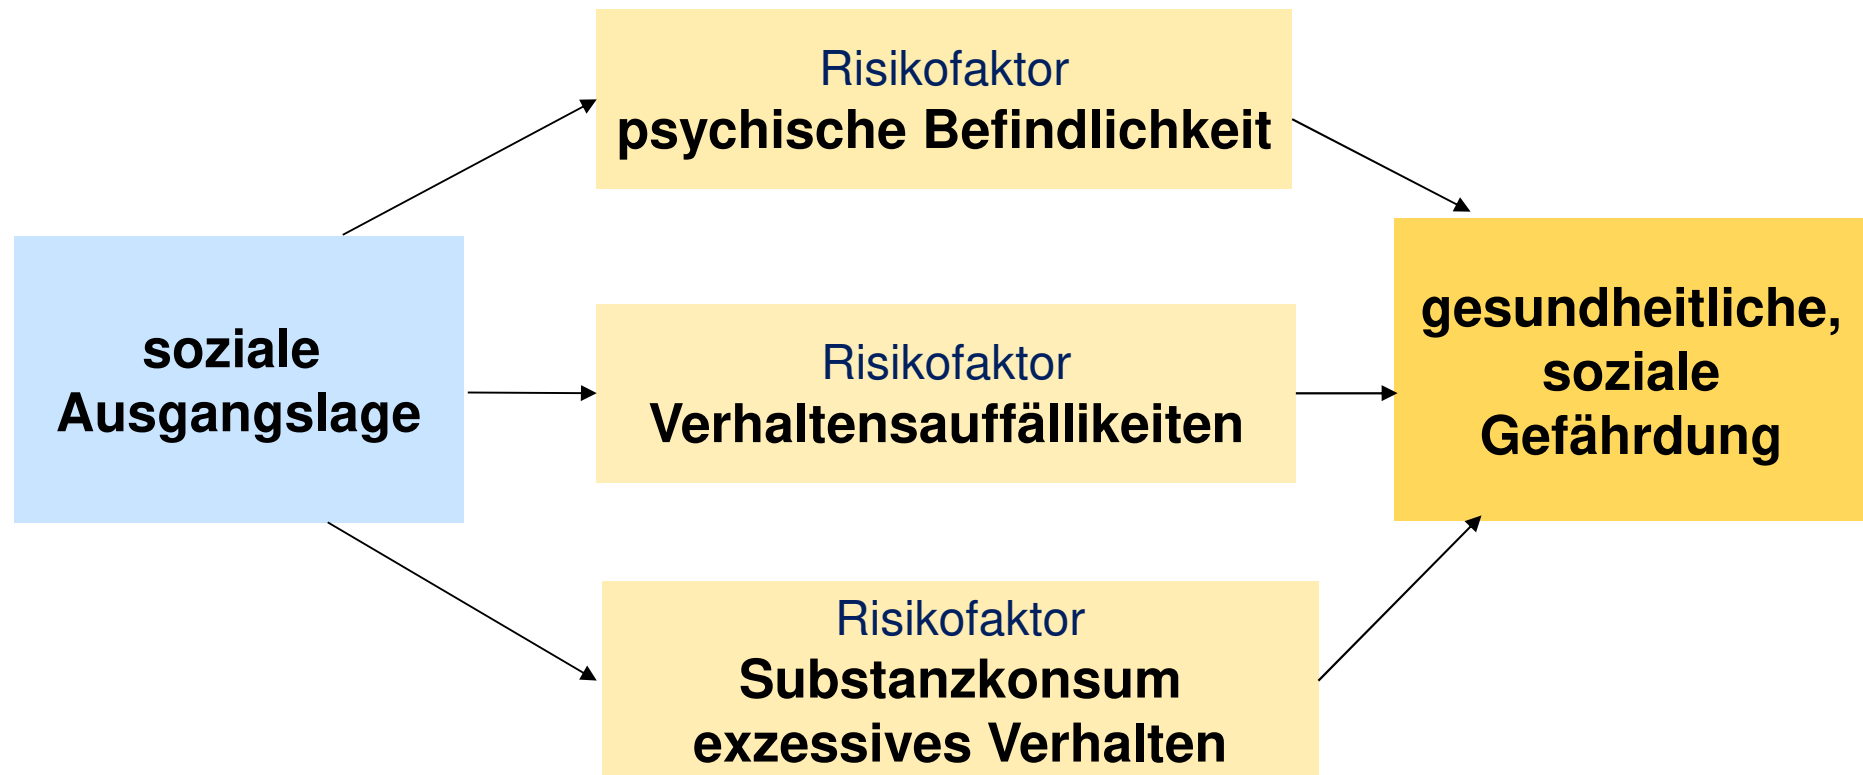 soziale
Ausgangslage
Risikofaktor
psychische Befindlichkeit
Risikofaktor
Verhaltensauffällikeiten
Risikofaktor
Substanzkonsum
exzessives Verhalten
gesundheitliche,
soziale
Gefährdung